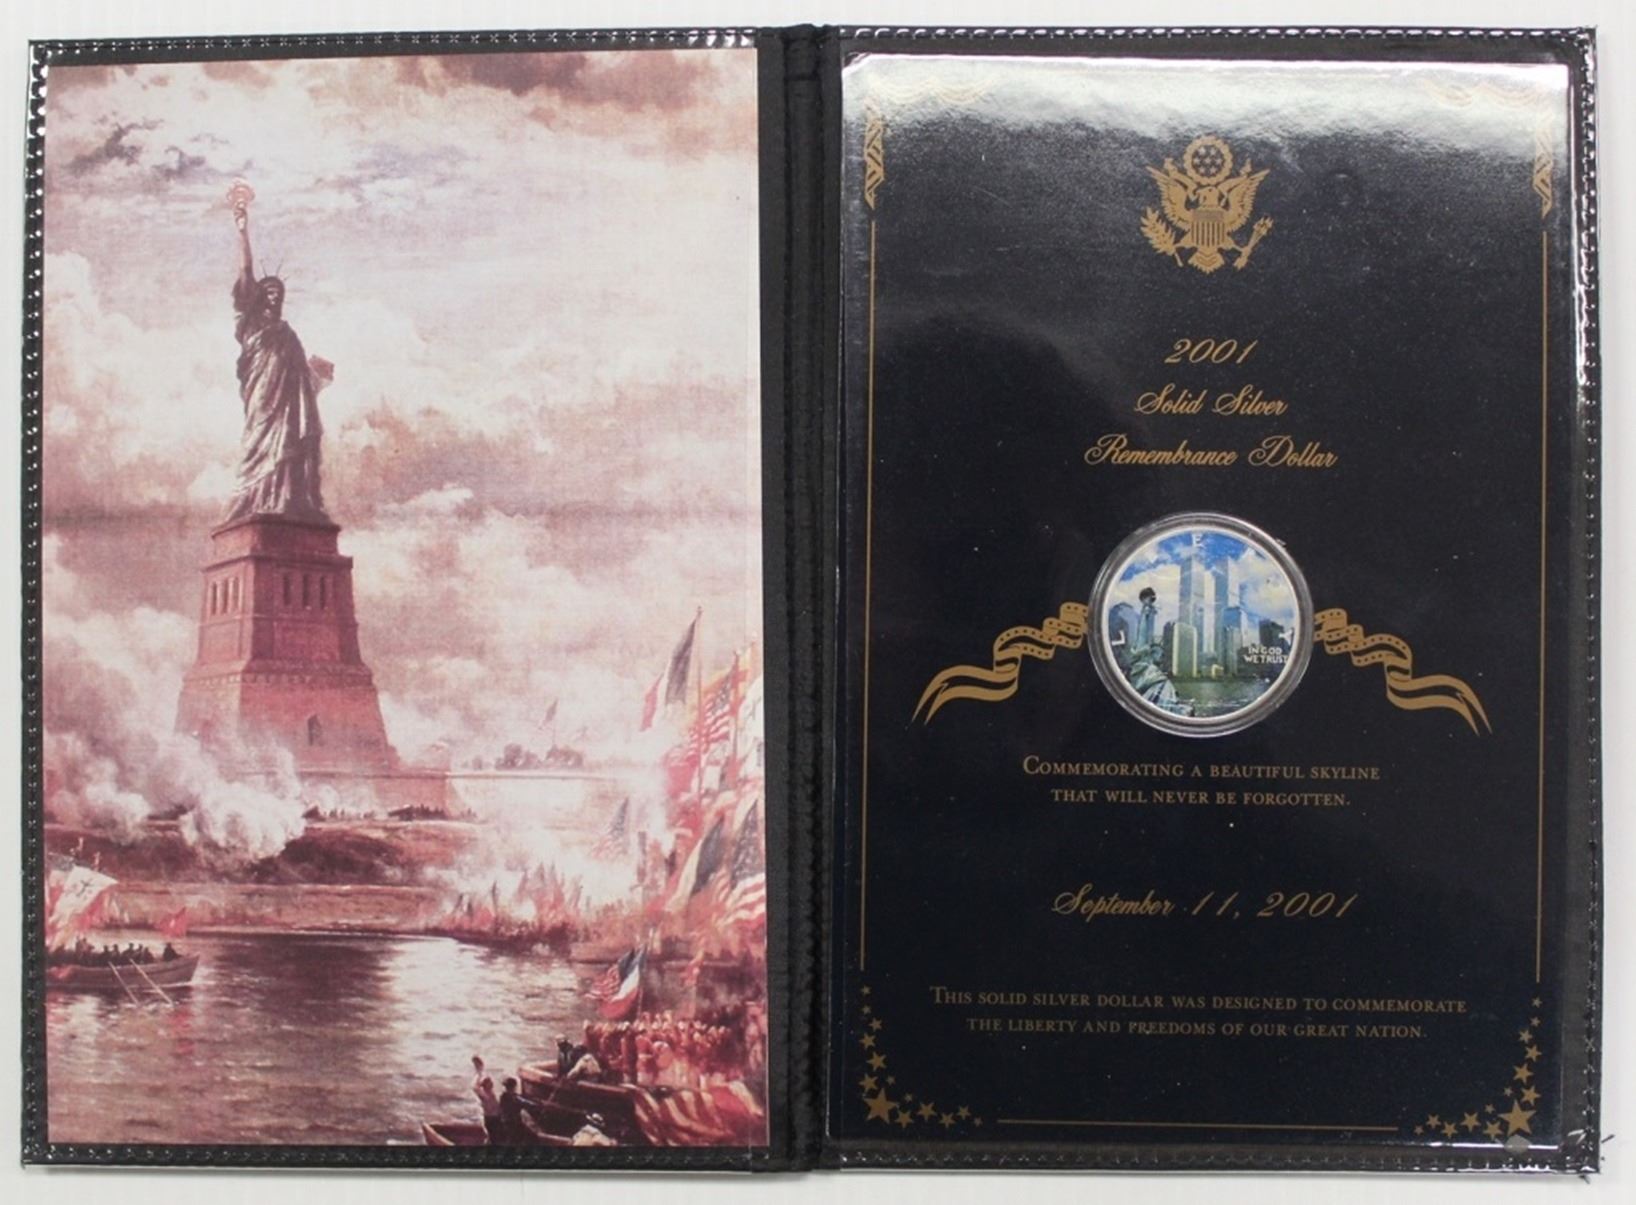 2001
Solid Silver
Remembrance Dollar
L E Y
IN GOD
WE TRUST
COMMEMORATING A BEAUTIFUL SKYLINE
THAT WILL NEVER BE FORGOTTEN.
September 11, 2001
THIS SOLID SILVER DOLLAR WAS DESIGNED TO COMMEMORATE
THE LIBERTY AND FREEDOMS OF OUR GREAT NATION.